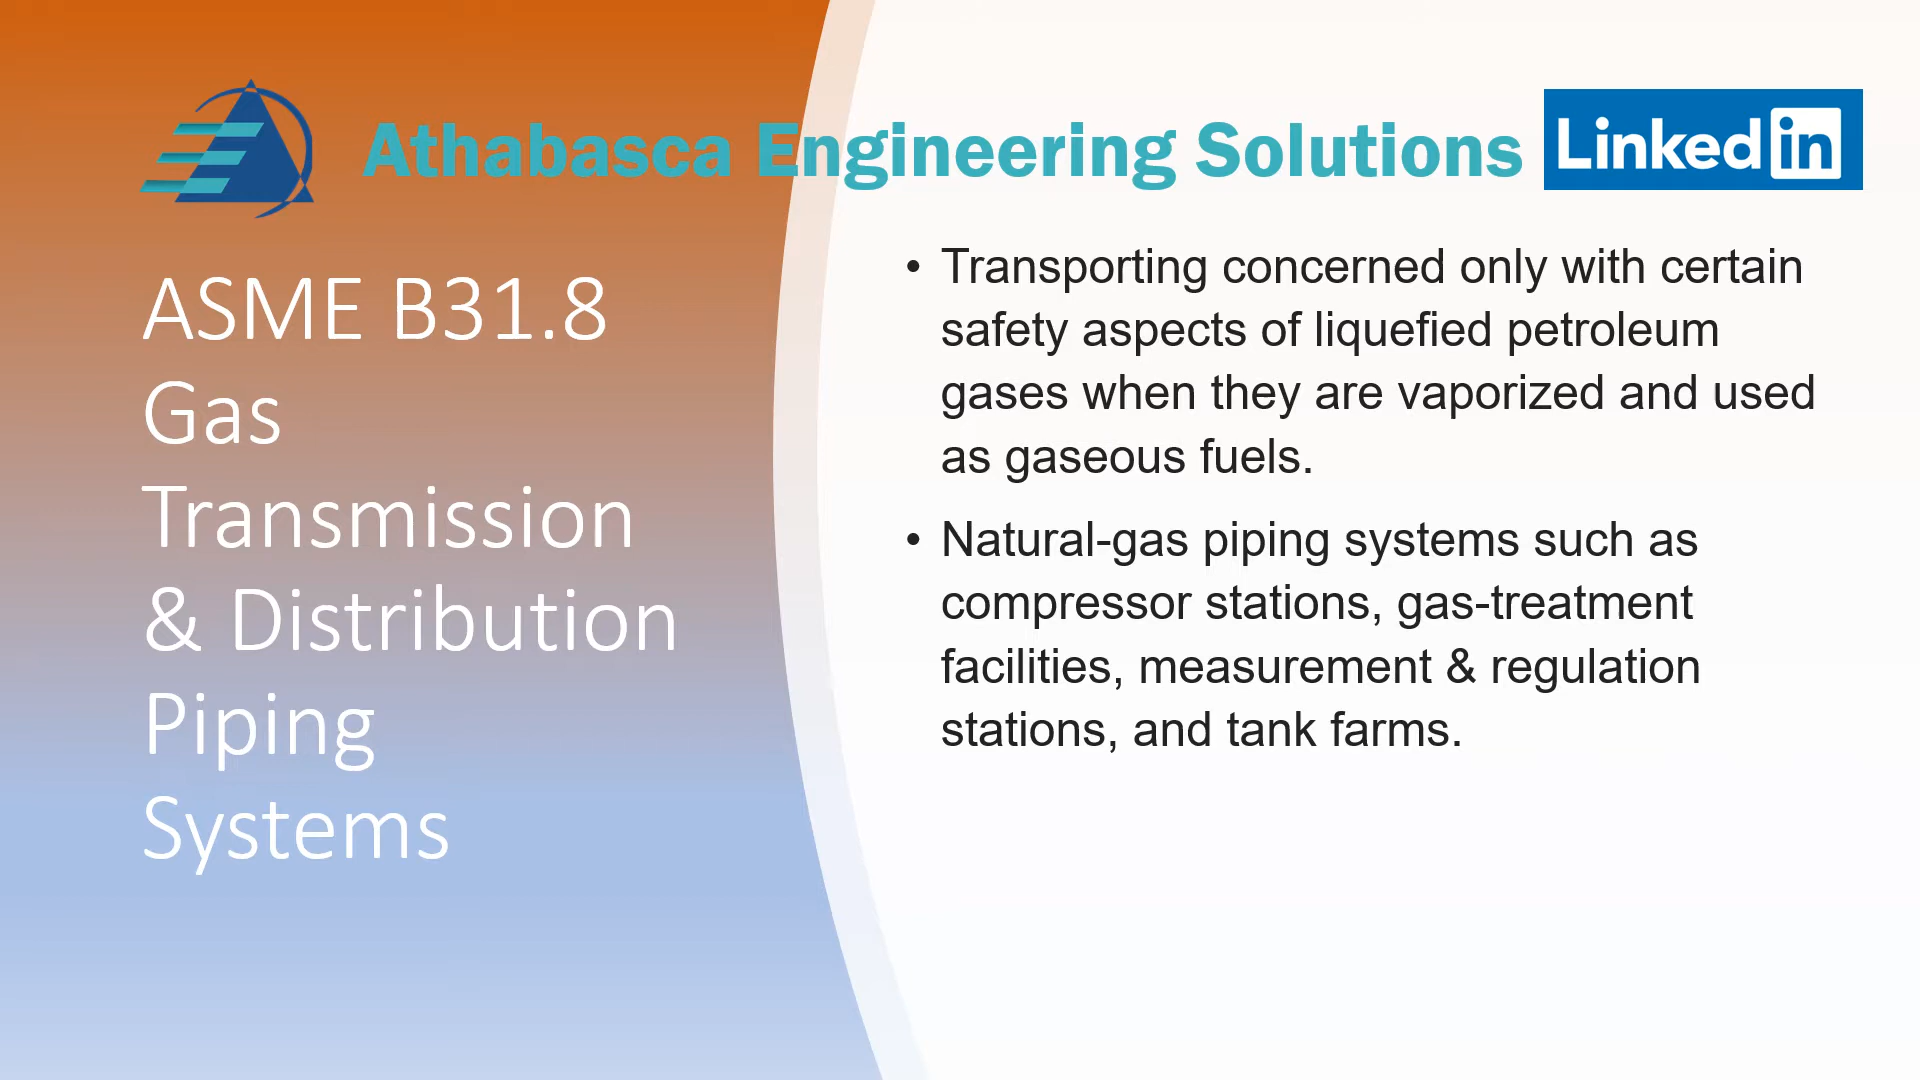 Athabasca Engineering Solutions
Linked in
ASME B31.8
Gas
Transmission
& Distribution
Piping
Systems
• Transporting concerned only with certain
safety aspects of liquefied petroleum
gases when they are vaporized and used
as gaseous fuels.
• Natural-gas piping systems such as
compressor stations, gas-treatment
facilities, measurement & regulation
stations, and tank farms.